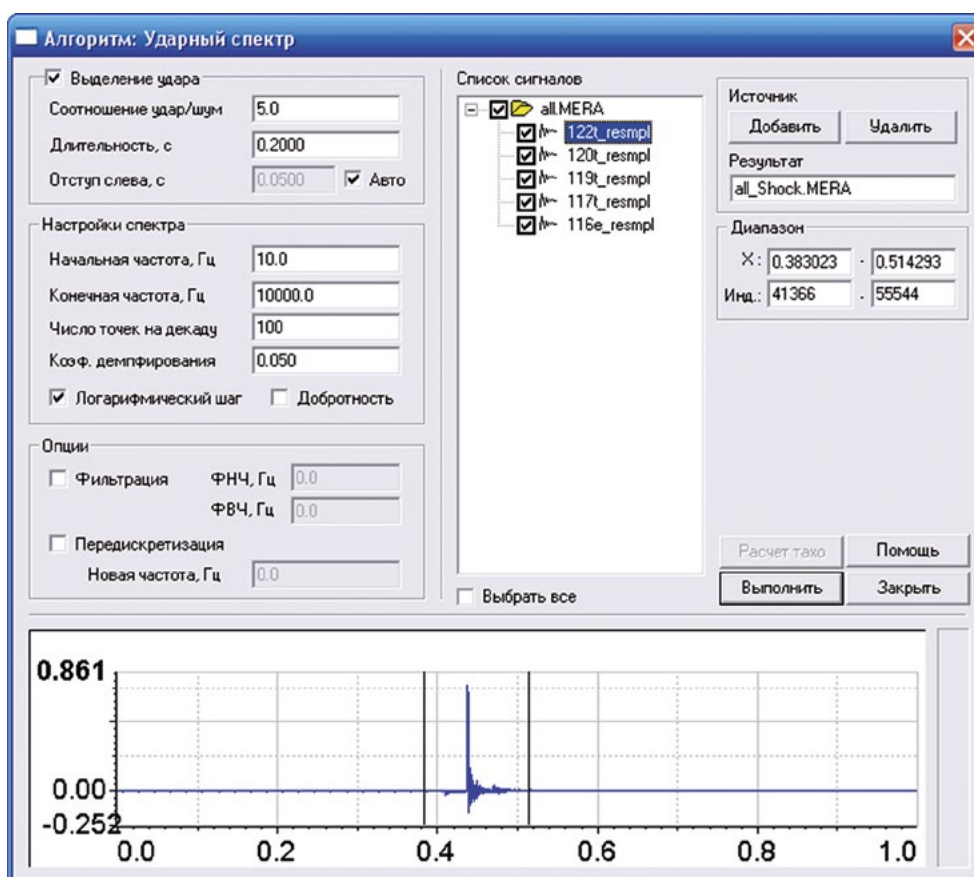 Алгоритм: Ударный спектр
Выделение удара
Соотношение удар/шум 5.0
Длительность, с 0.2000
Отступ слева, с 0.0500 Авто
Настройки спектра
Начальная частота, Гц 10.0
Конечная частота, Гц 10000.0
Число точек на декаду 100
Коэф. демпфирования 0.050
Логарифмический шаг Добротность
Опции
Фильтрация ФНЧ, Гц 0.0
ФВЧ, Гц 0.0
Передискретизация
Новая частота, Гц 0.0
Список сигналов
all.MERA
122t_resmpl
120t_resmpl
119t_resmpl
117t_resmpl
116e_resmpl
Выбрать все
Источник
Добавить Удалить
Результат
all_Shock.MERA
Диапазон
X: 0.383023 - 0.514293
Инд.: 41366 - 55544
Расчет тахо Помощь
Выполнить Закрыть
0.861
0.00
-0.252
0.0 0.2 0.4 0.6 0.8 1.0